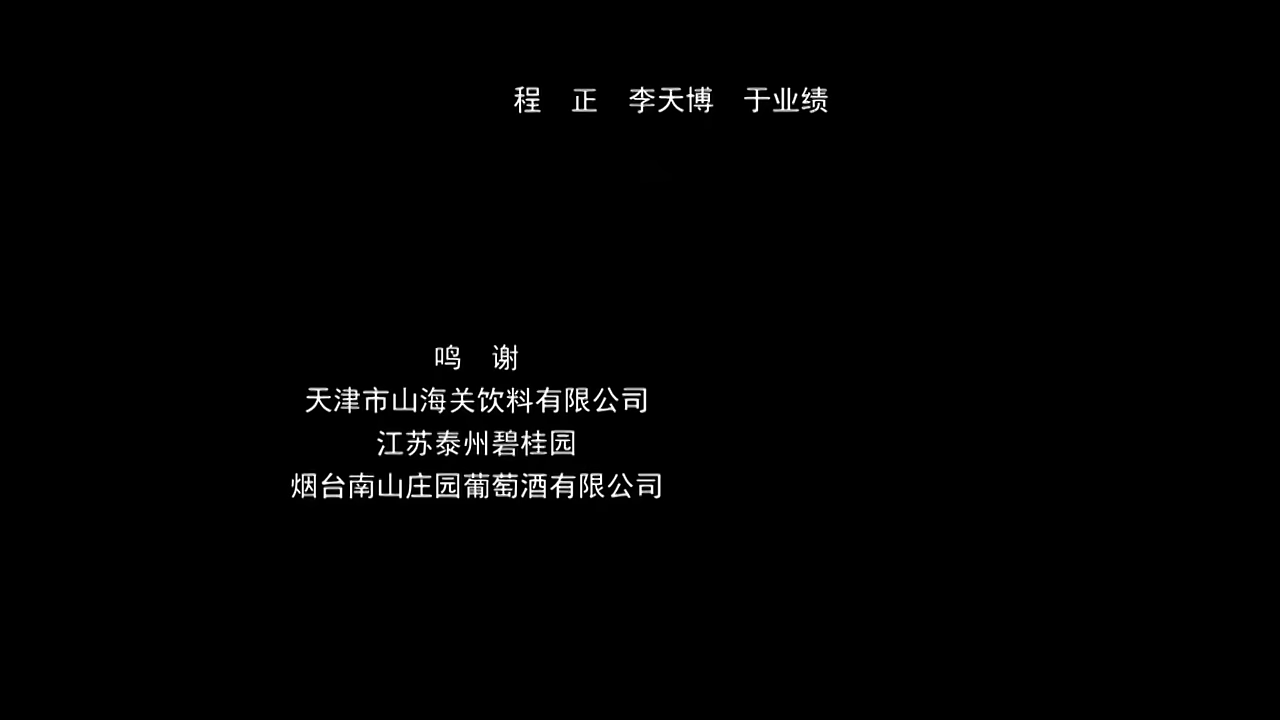 程　正　李天博　于业绩
鸣　谢
天津市山海关饮料有限公司
江苏泰州碧桂园
烟台南山庄园葡萄酒有限公司